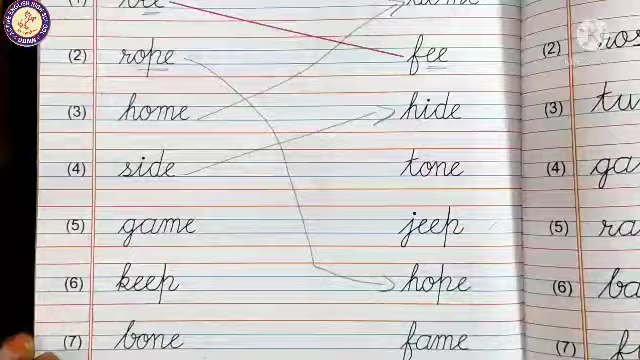 (2) rope fee
(3) home hide
(4) side tone
(5) game jeep
(6) keep hope
(7) bone fame
(2)
(3)
(4)
(5)
(6)
(7)